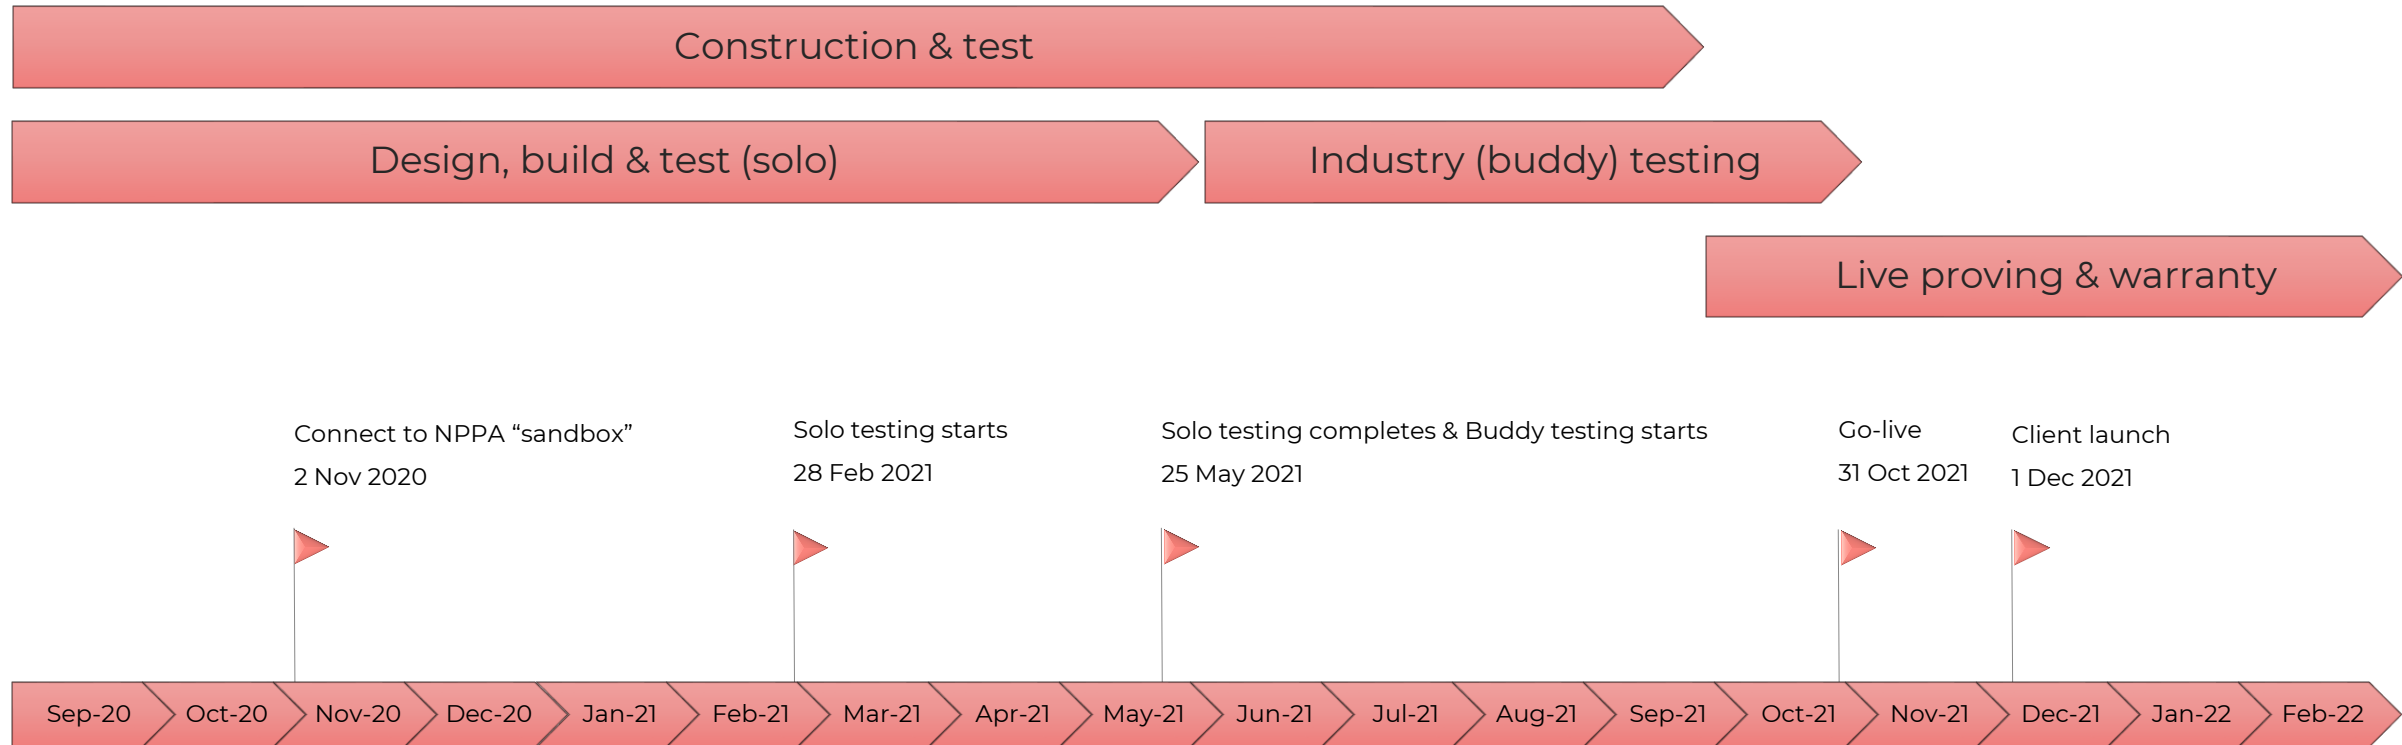 Construction & test
Design, build & test (solo)
Industry (buddy) testing
Live proving & warranty
Connect to NPPA “sandbox”
2 Nov 2020
Solo testing starts
28 Feb 2021
Solo testing completes & Buddy testing starts
25 May 2021
Go-live
31 Oct 2021
Client launch
1 Dec 2021
Sep-20
Oct-20
Nov-20
Dec-20
Jan-21
Feb-21
Mar-21
Apr-21
May-21
Jun-21
Jul-21
Aug-21
Sep-21
Oct-21
Nov-21
Dec-21
Jan-22
Feb-22